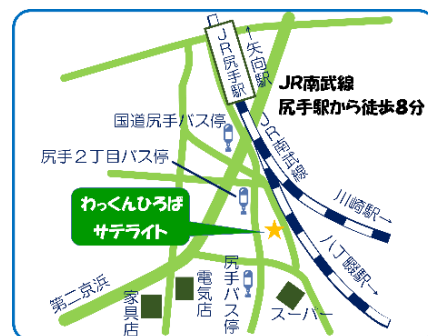 JR尻手駅
→矢向駅
JR南武線
尻手駅から徒歩8分
国道尻手バス停
JR南武線
尻手2丁目バス停
川崎駅→
わっくんひろば
サテライト
八丁畷駅→
第二京浜
家具店
電気店
尻手バス停
スーパー